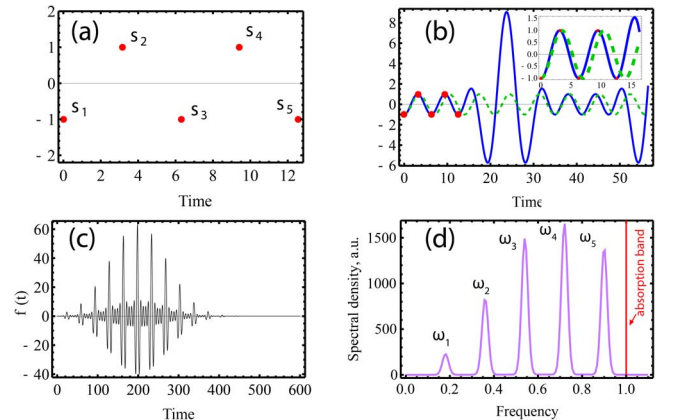 (a)
2
1
0
- 1
- 2
s1
s2
s3
s4
s5
0 2 4 6 8 10 12
Time
(b)
8
6
4
2
0
- 2
- 4
- 6
0 10 20 30 40 50
Time
1.5
1.0
0.5
0.0
- 0.5
- 1.0
0 5 10 15
(c)
f (t)
60
40
20
0
- 20
- 40
0 100 200 300 400 500 600
Time
(d)
Spectral density, a.u.
1500
1000
500
0
ω1
ω2
ω3
ω4
ω5
absorption band
0.0 0.2 0.4 0.6 0.8 1.0
Frequency